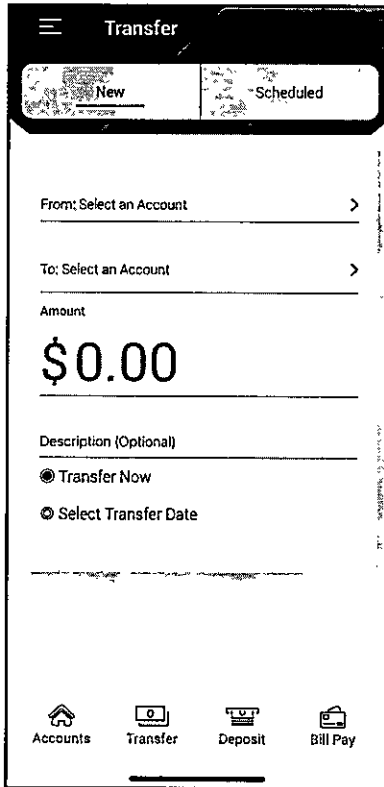 Transfer
New Scheduled
From: Select an Account
To: Select an Account
Amount
$0.00
Description (Optional)
Transfer Now
Select Transfer Date
Accounts Transfer Deposit Bill Pay